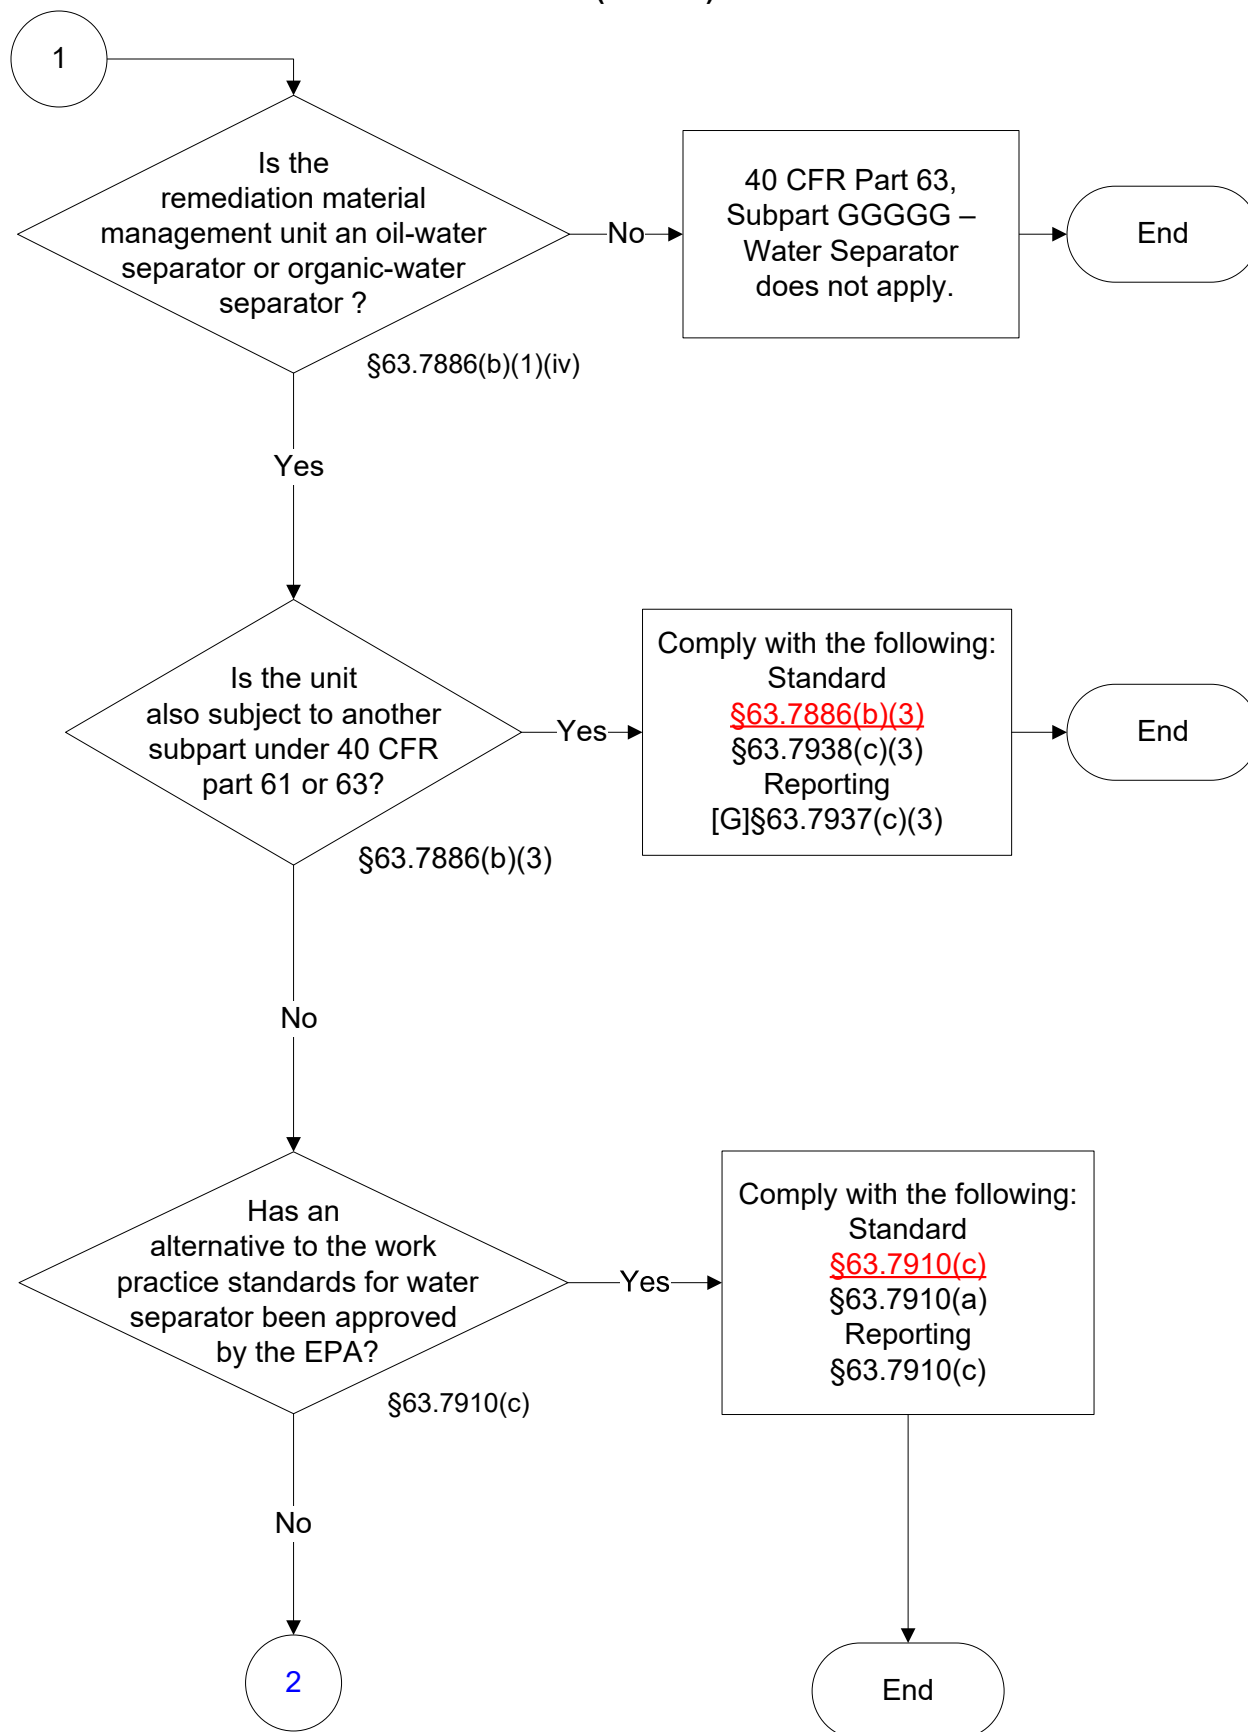 1
Is the
remediation material
management unit an oil-water
separator or organic-water
separator ?
§63.7886(b)(1)(iv)
No
40 CFR Part 63,
Subpart GGGGG –
Water Separator
does not apply.
End
Yes
Is the unit
also subject to another
subpart under 40 CFR
part 61 or 63?
§63.7886(b)(3)
Yes
Comply with the following:
Standard
§63.7886(b)(3)
§63.7938(c)(3)
Reporting
[G]§63.7937(c)(3)
End
No
Has an
alternative to the work
practice standards for water
separator been approved
by the EPA?
§63.7910(c)
Yes
Comply with the following:
Standard
§63.7910(c)
§63.7910(a)
Reporting
§63.7910(c)
No
2
End